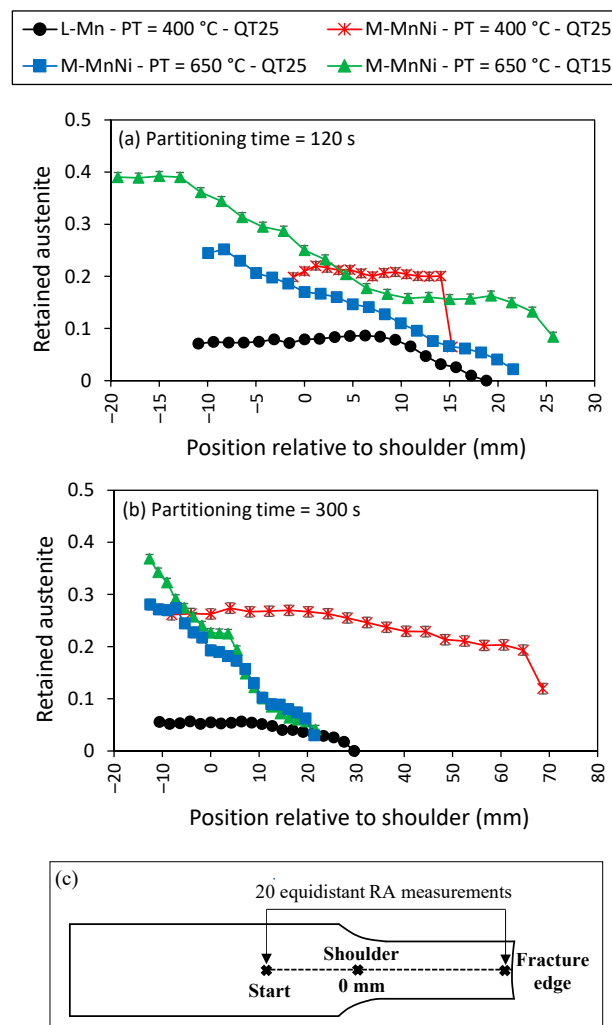 L-Mn - PT = 400 °C - QT25
M-MnNi - PT = 400 °C - QT25
M-MnNi - PT = 650 °C - QT25
M-MnNi - PT = 650 °C - QT15
(a) Partitioning time = 120 s
Retained austenite
0.5
0.4
0.3
0.2
0.1
0
−20
−15
−10
−5
0
5
10
15
20
25
30
Position relative to shoulder (mm)
(b) Partitioning time = 300 s
Retained austenite
0.5
0.4
0.3
0.2
0.1
0
−20
−10
0
10
20
30
40
50
60
70
80
Position relative to shoulder (mm)
(c)
20 equidistant RA measurements
Shoulder
Start
0 mm
Fracture
edge